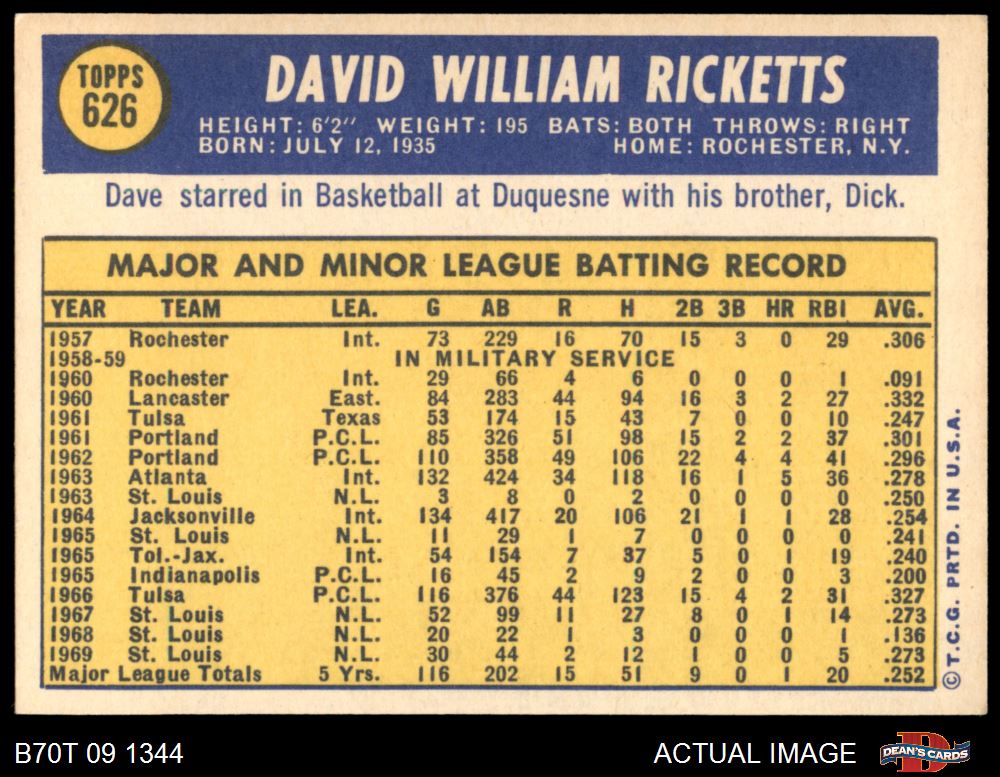 TOPPS
626
DAVID WILLIAM RICKETTS
HEIGHT: 6'2" WEIGHT: 195 BATS: BOTH THROWS: RIGHT
BORN: JULY 12, 1935 HOME: ROCHESTER, N.Y.
Dave starred in Basketball at Duquesne with his brother, Dick.
MAJOR AND MINOR LEAGUE BATTING RECORD
YEAR TEAM LEA. G AB R H 2B 3B HR RBI AVG.
1957 Rochester Int. 73 229 16 70 15 3 0 29 .306
1958-59 IN MILITARY SERVICE
1960 Rochester Int. 29 66 4 6 0 0 0 1 .091
1960 Lancaster East. 84 283 44 94 16 3 2 27 .332
1961 Tulsa Texas 53 174 15 43 7 0 0 10 .247
1961 Portland P.C.L. 85 326 51 98 15 2 2 37 .301
1962 Portland P.C.L. 110 358 49 106 22 4 4 41 .296
1963 Atlanta Int. 132 424 34 118 16 1 5 36 .278
1963 St. Louis N.L. 3 8 0 2 0 0 0 0 .250
1964 Jacksonville Int. 134 417 20 106 21 1 1 28 .254
1965 St. Louis N.L. 11 29 1 7 0 0 0 0 .241
1965 Tol.-Jax. Int. 54 154 7 37 5 0 1 19 .240
1965 Indianapolis P.C.L. 16 45 2 9 2 0 0 3 .200
1966 Tulsa P.C.L. 116 376 44 123 15 4 2 31 .327
1967 St. Louis N.L. 52 99 11 27 8 0 1 14 .273
1968 St. Louis N.L. 20 22 1 3 0 0 0 1 .136
1969 St. Louis N.L. 30 44 2 12 1 0 0 5 .273
Major League Totals 5 Yrs. 116 202 15 51 9 0 1 20 .252
© T.C.G. PRTD. IN U.S.A.
B70T 09 1344 ACTUAL IMAGE
DEAN'S CARDS